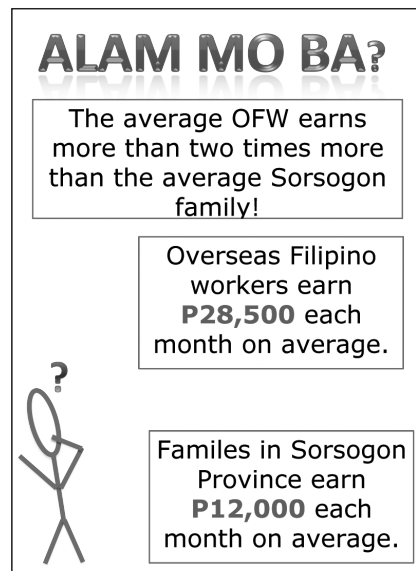 ALAM MO BA?
The average OFW earns
more than two times more
than the average Sorsogon
family!
Overseas Filipino
workers earn
P28,500 each
month on average.
?
Familes in Sorsogon
Province earn
P12,000 each
month on average.